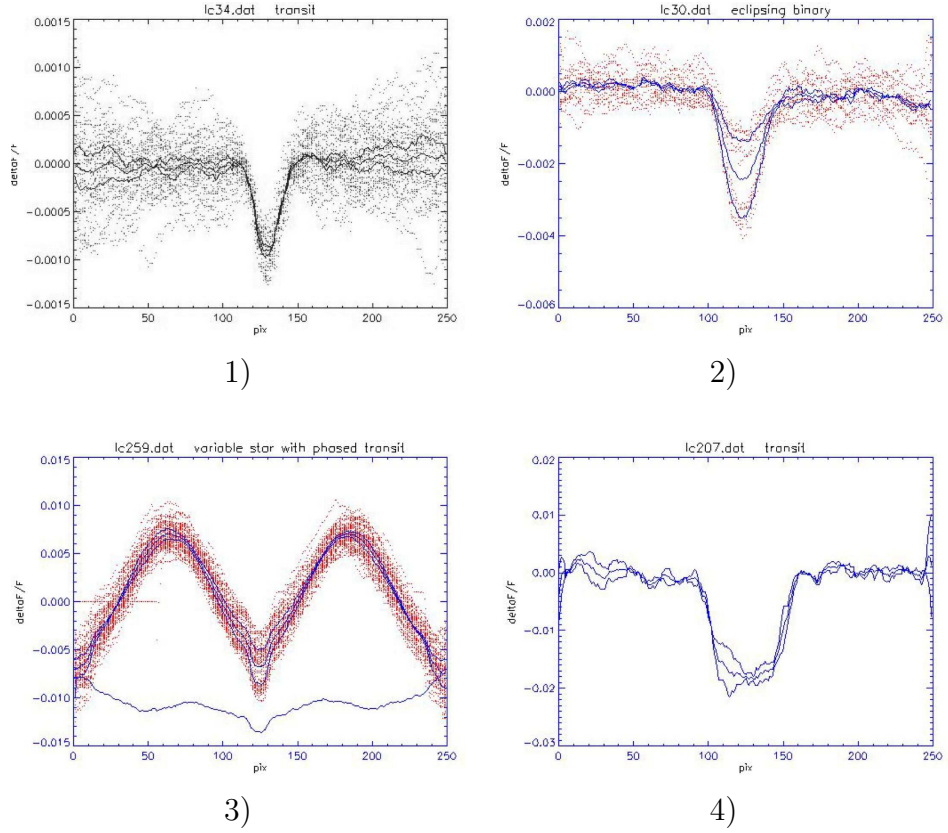 lc34.dat transit
0.0015
0.0010
0.0005
0.0000
-0.0005
-0.0010
-0.0015
deltaF/f
0 50 100 150 200 250
pix
1)
lc30.dat eclipsing binary
0.002
0.000
-0.002
-0.004
-0.006
deltaF/F
0 50 100 150 200 250
pix
2)
lc259.dat variable star with phased transit
0.015
0.010
0.005
0.000
-0.005
-0.010
-0.015
deltaF/F
0 50 100 150 200 250
pix
3)
lc207.dat transit
0.02
0.01
0.00
-0.01
-0.02
-0.03
deltaF/F
0 50 100 150 200 250
pix
4)